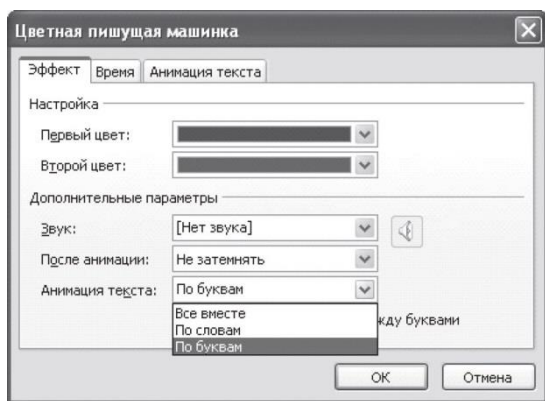 Цветная пишущая машинка
Эффект Время Анимация текста
Настройка
Первый цвет:
Второй цвет:
Дополнительные параметры
Звук: [Нет звука]
После анимации: Не затемнять
Анимация текста: По буквам
Все вместе
По словам
жду буквами
По буквам
ОК Отмена